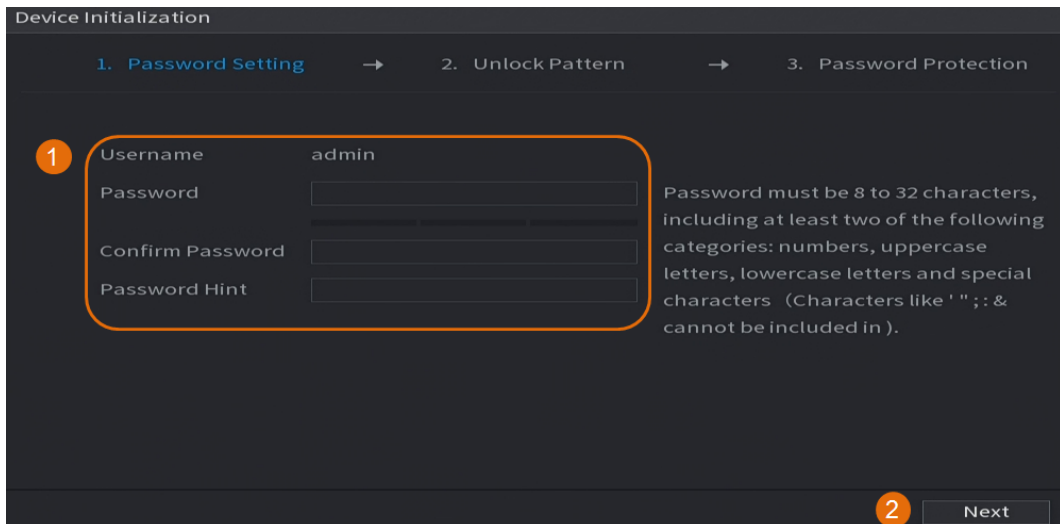 Device Initialization
1. Password Setting → 2. Unlock Pattern → 3. Password Protection
1
Username admin
Password
Password must be 8 to 32 characters,
including at least two of the following
categories: numbers, uppercase
letters, lowercase letters and special
characters（Characters like ' " ; : &
cannot be included in ).
Confirm Password
Password Hint
2 Next